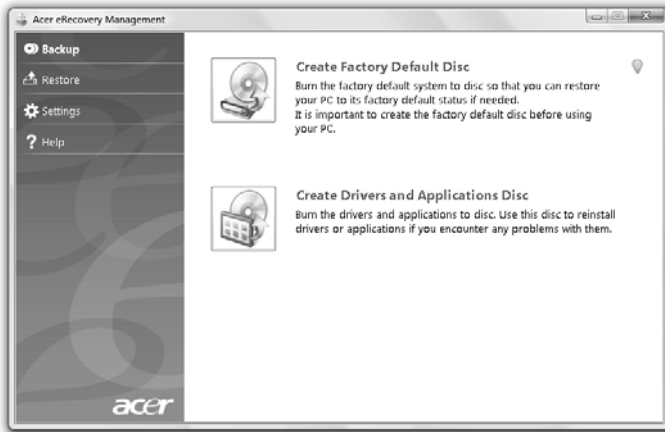 Acer eRecovery Management
Backup
Restore
Settings
Help
Create Factory Default Disc
Burn the factory default system to disc so that you can restore
your PC to its factory default status if needed.
It is important to create the factory default disc before using
your PC.
Create Drivers and Applications Disc
Burn the drivers and applications to disc. Use this disc to reinstall
drivers or applications if you encounter any problems with them.
acer